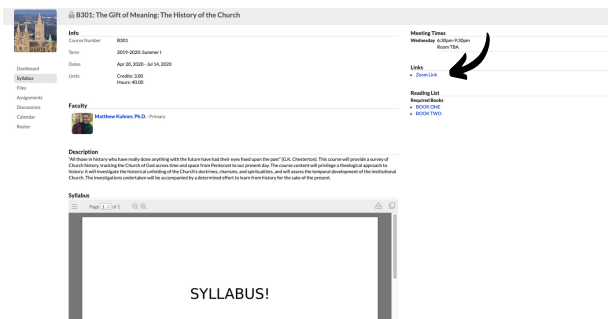 B301: The Gift of Meaning: The History of the Church
Dashboard
Syllabus
Files
Assignments
Discussions
Calendar
Roster
Info
Course Number B301
Term 2019-2020: Summer I
Dates Apr 20, 2020 - Jul 14, 2020
Units Credits: 3.00
Hours: 40.00
Faculty
Matthew Kuhner, Ph.D. - Primary
Description
"All those in history who have really done anything with the future have had their eyes fixed upon the past" (G.K. Chesterton). This course will provide a survey of
Church history, tracking the Church of God across time and space from Pentecost to our present day. The course content will privilege a theological approach to
history: it will investigate the historical unfolding of the Church's doctrines, charisms, and spiritualities, and will assess the temporal development of the institutional
Church. The investigations undertaken will be accompanied by a determined effort to learn from history for the sake of the present.
Syllabus
Page 1 of 1
SYLLABUS!
Meeting Times
Wednesday 6:30pm-9:30pm
Room TBA
Links
Zoom Link
Reading List
Required Books
BOOK ONE
BOOK TWO